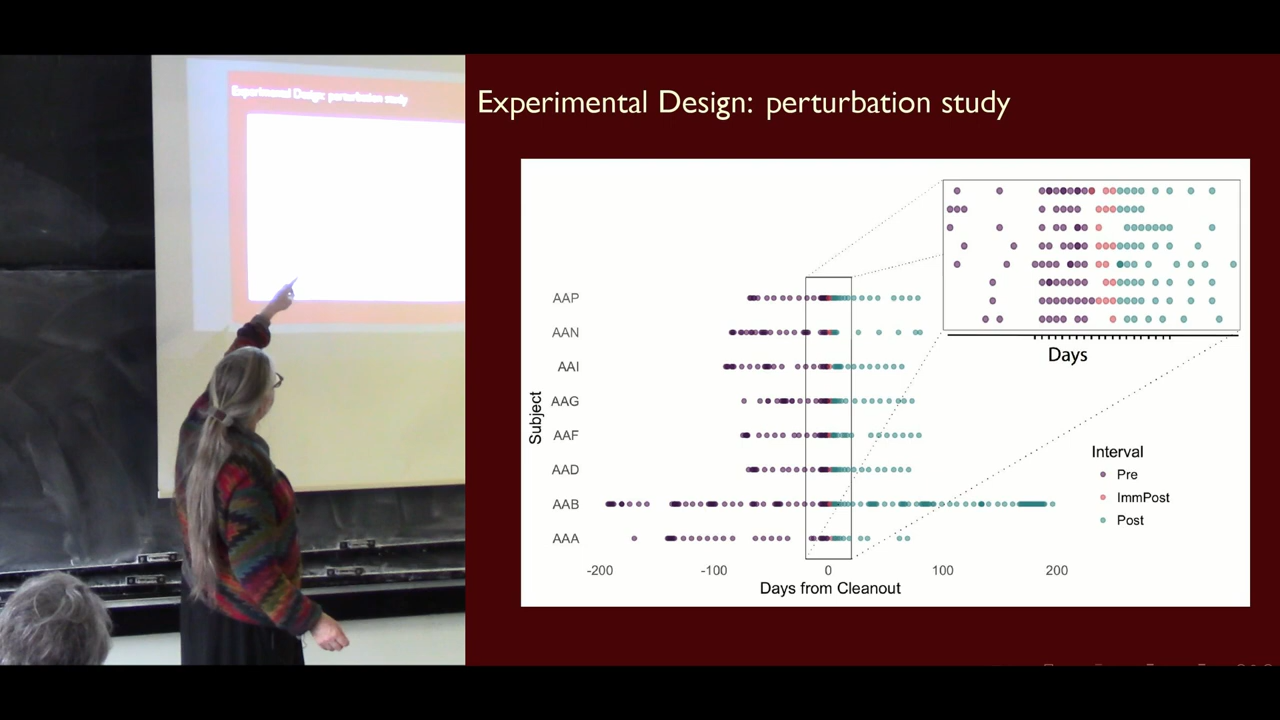 Experimental Design: perturbation study
Experimental Design: perturbation study
Days
AAP
AAN
AAI
AAG
AAF
AAD
AAB
AAA
Subject
Interval
Pre
ImmPost
Post
-200 -100 0 100 200
Days from Cleanout